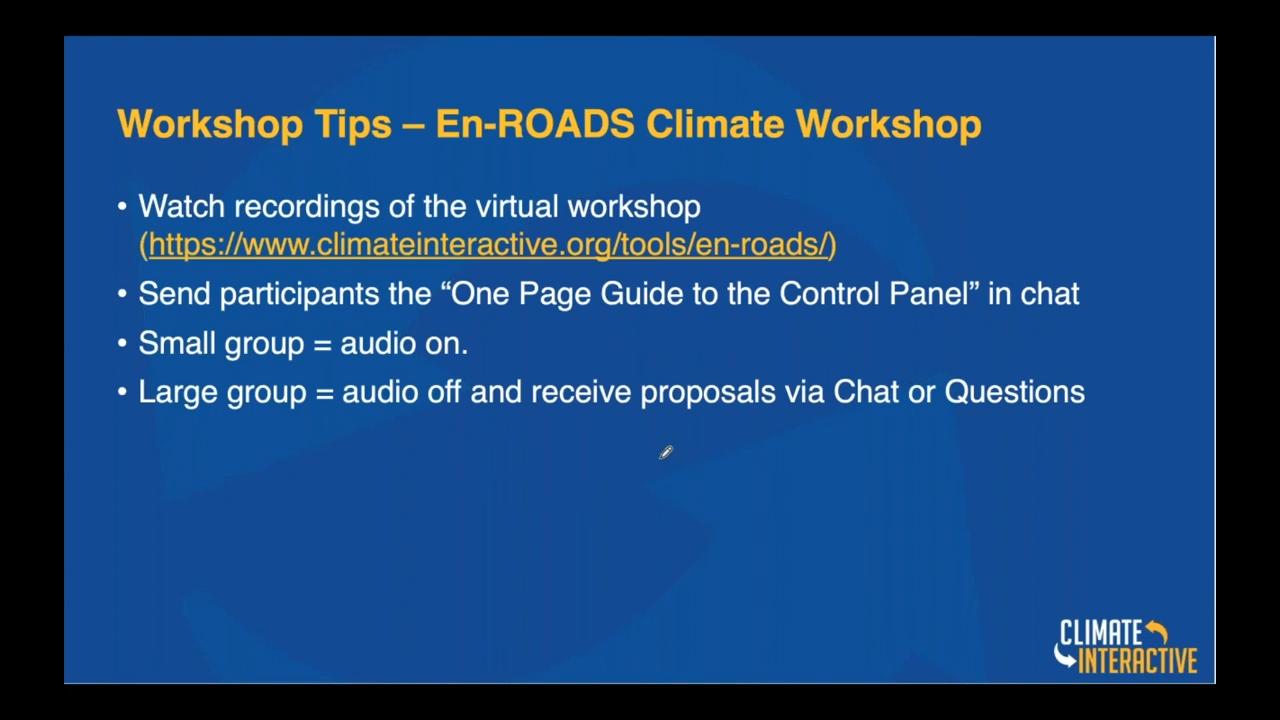 Workshop Tips – En-ROADS Climate Workshop
• Watch recordings of the virtual workshop
(https://www.climateinteractive.org/tools/en-roads/)
• Send participants the “One Page Guide to the Control Panel” in chat
• Small group = audio on.
• Large group = audio off and receive proposals via Chat or Questions
CLIMATE
INTERACTIVE